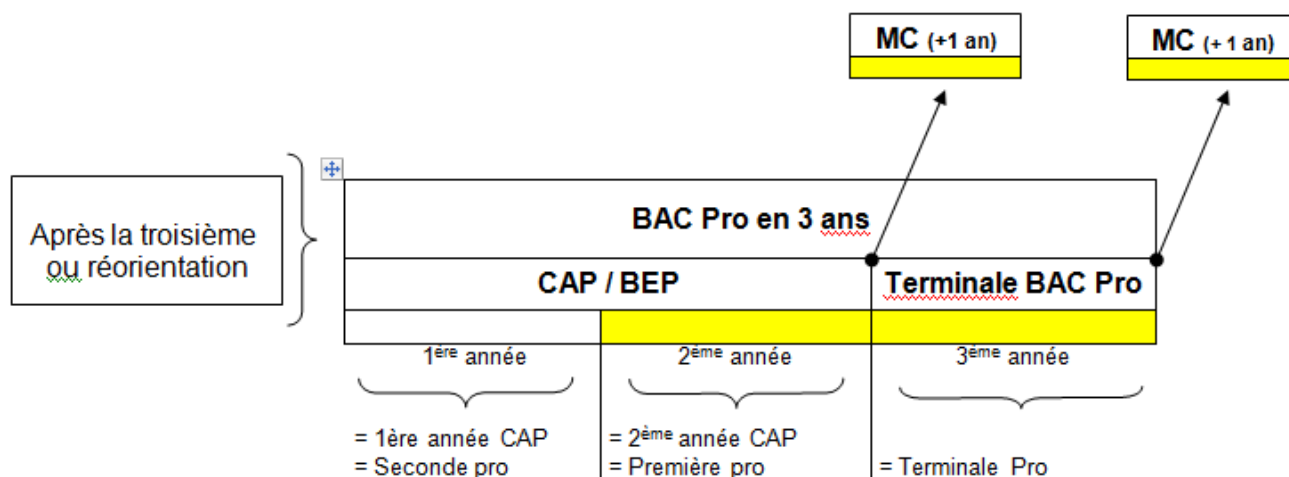 MC (+1 an)
MC (+ 1 an)
Après la troisième
ou réorientation
BAC Pro en 3 ans
CAP / BEP
Terminale BAC Pro
1ère année
2ème année
3ème année
= 1ère année CAP
= Seconde pro
= 2ème année CAP
= Première pro
= Terminale Pro